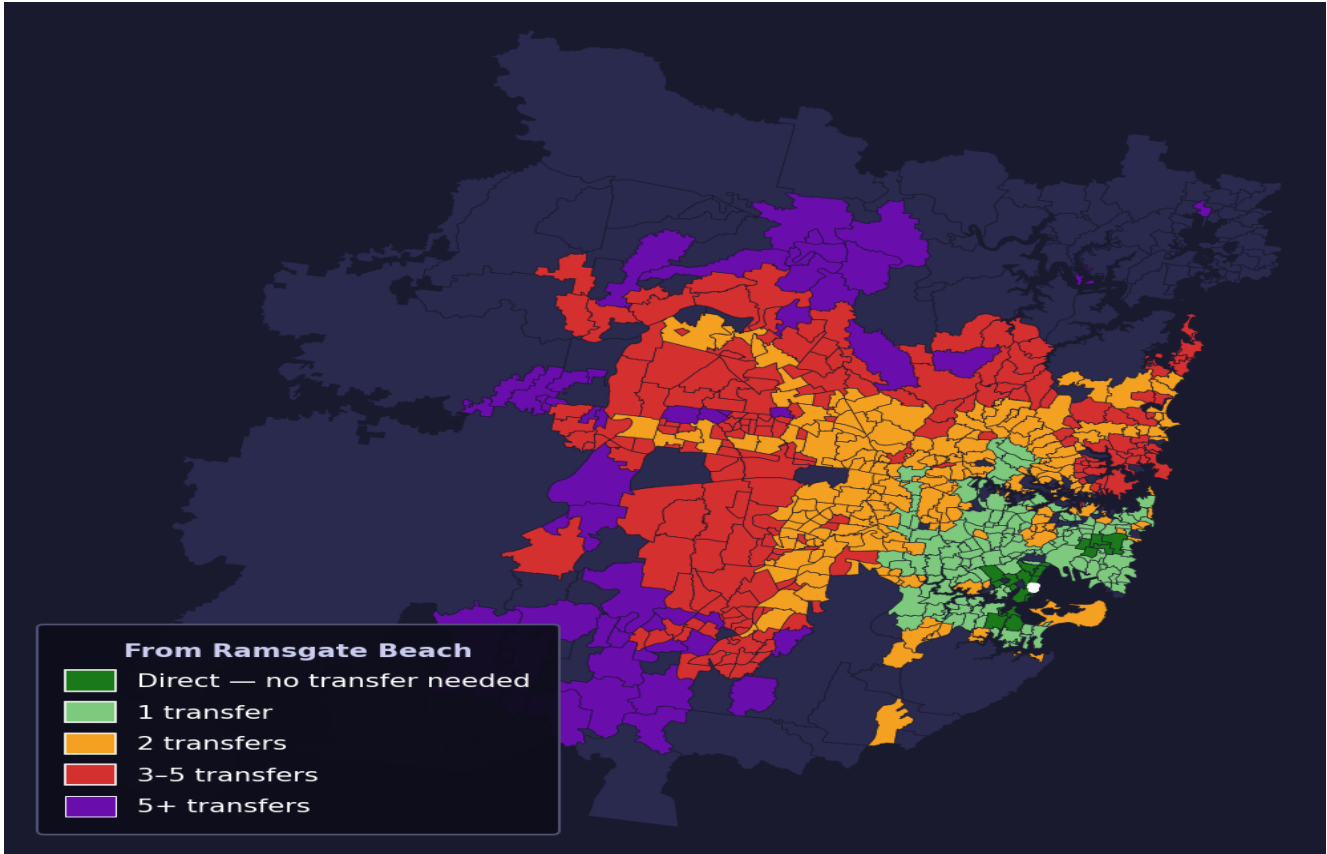 From Ramsgate Beach
Direct — no transfer needed
1 transfer
2 transfers
3–5 transfers
5+ transfers